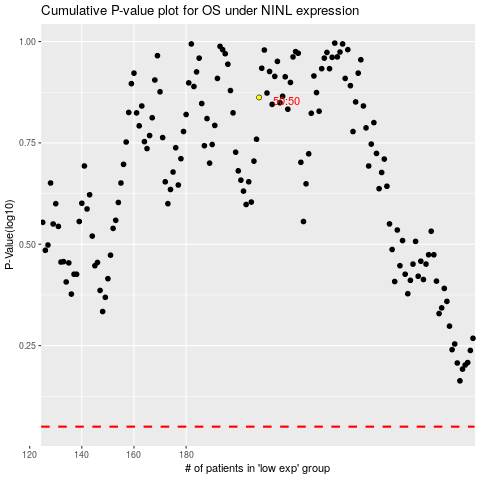 Cumulative P-value plot for OS under NINL expression
1.00
0.75
0.50
0.25
P-Value(log10)
50:50
120 140 160 180
# of patients in 'low exp' group